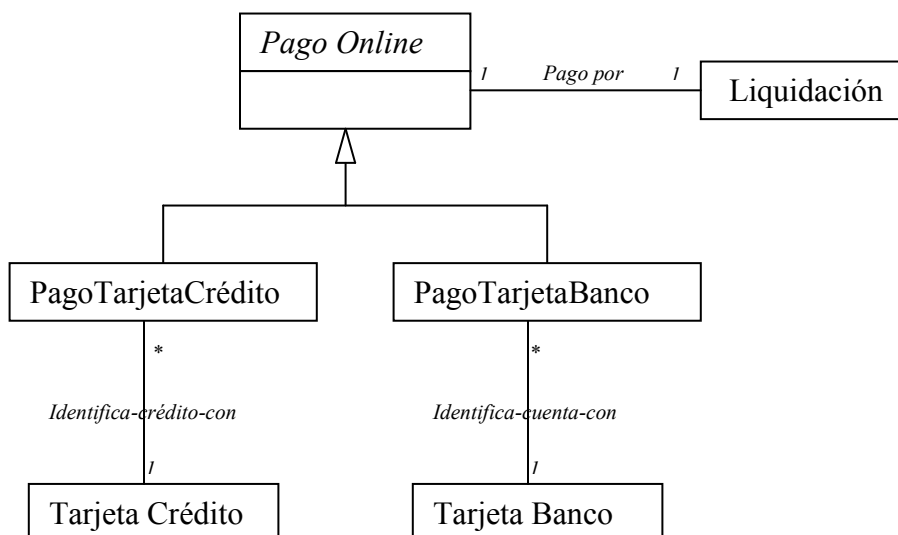 Pago Online
1 Pago por 1
Liquidación
PagoTarjetaCrédito
PagoTarjetaBanco
*
*
Identifica-crédito-con
Identifica-cuenta-con
1
1
Tarjeta Crédito
Tarjeta Banco